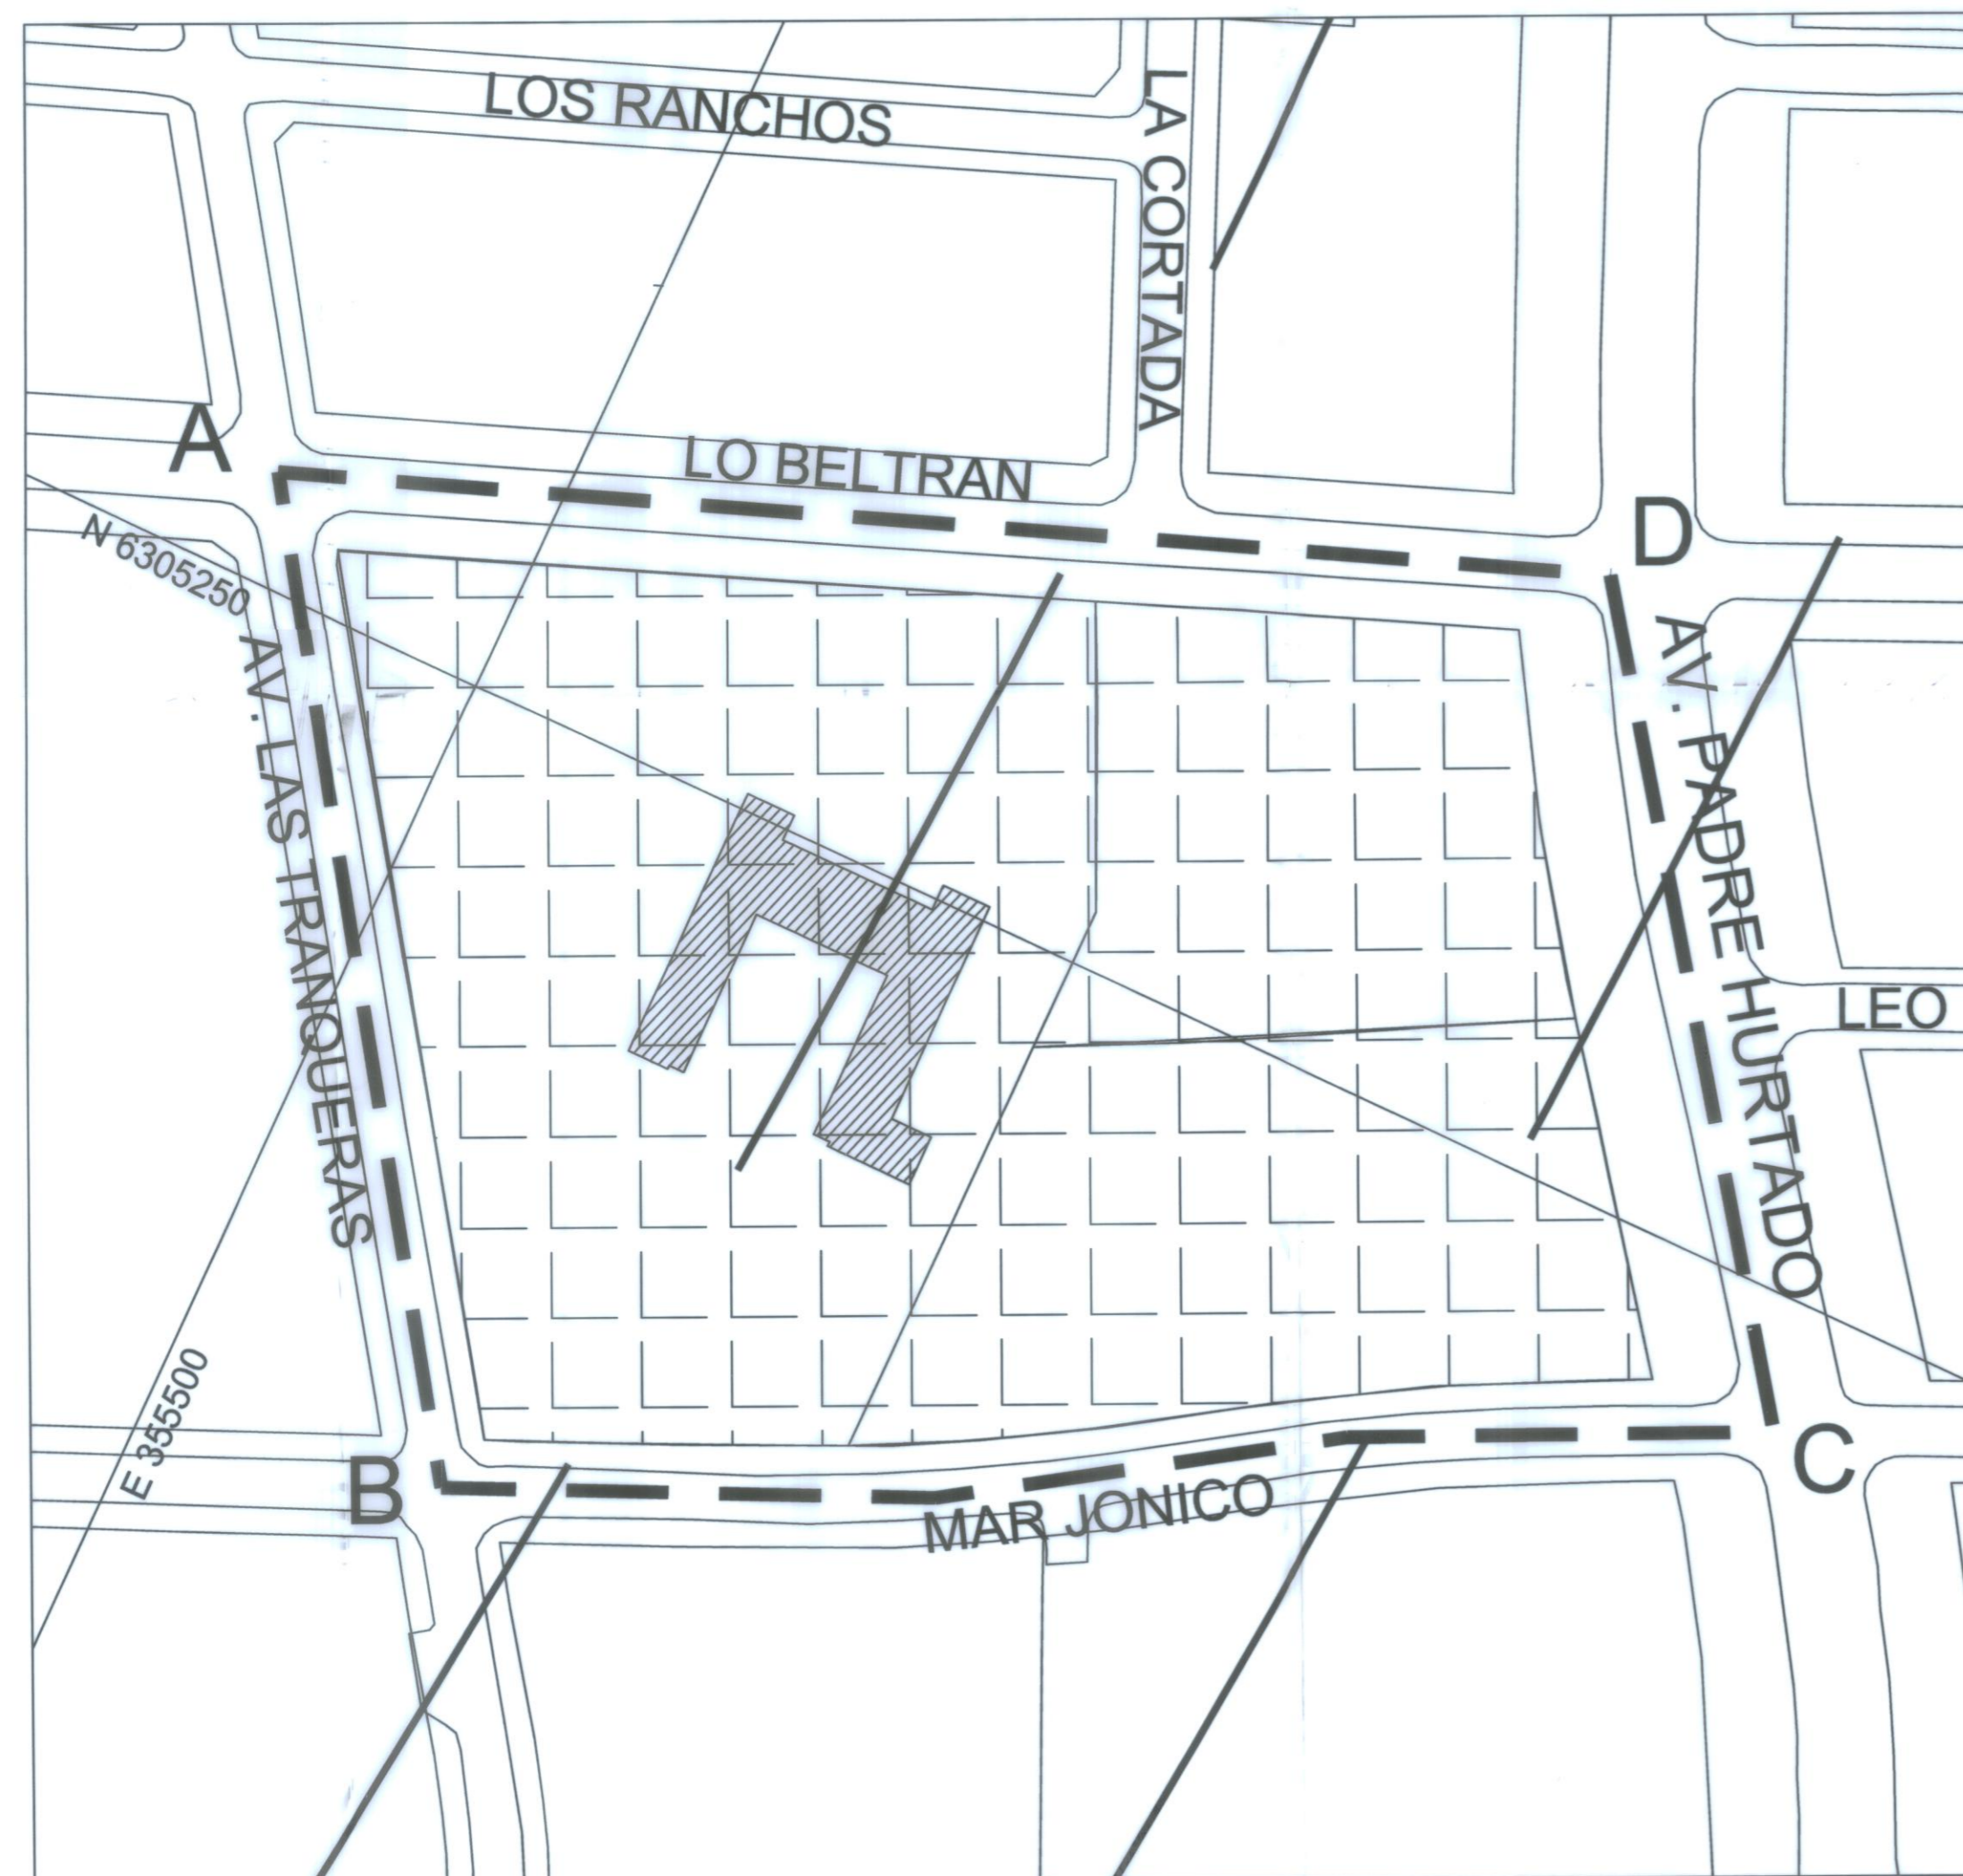 LOS RANCHOS
LA CORTADA
A
LO BELTRAN
D
N 6305250
AV. LAS TRANQUERAS
AV. PADRE HURTADO
LEO
E 355500
B
MAR JONICO
C